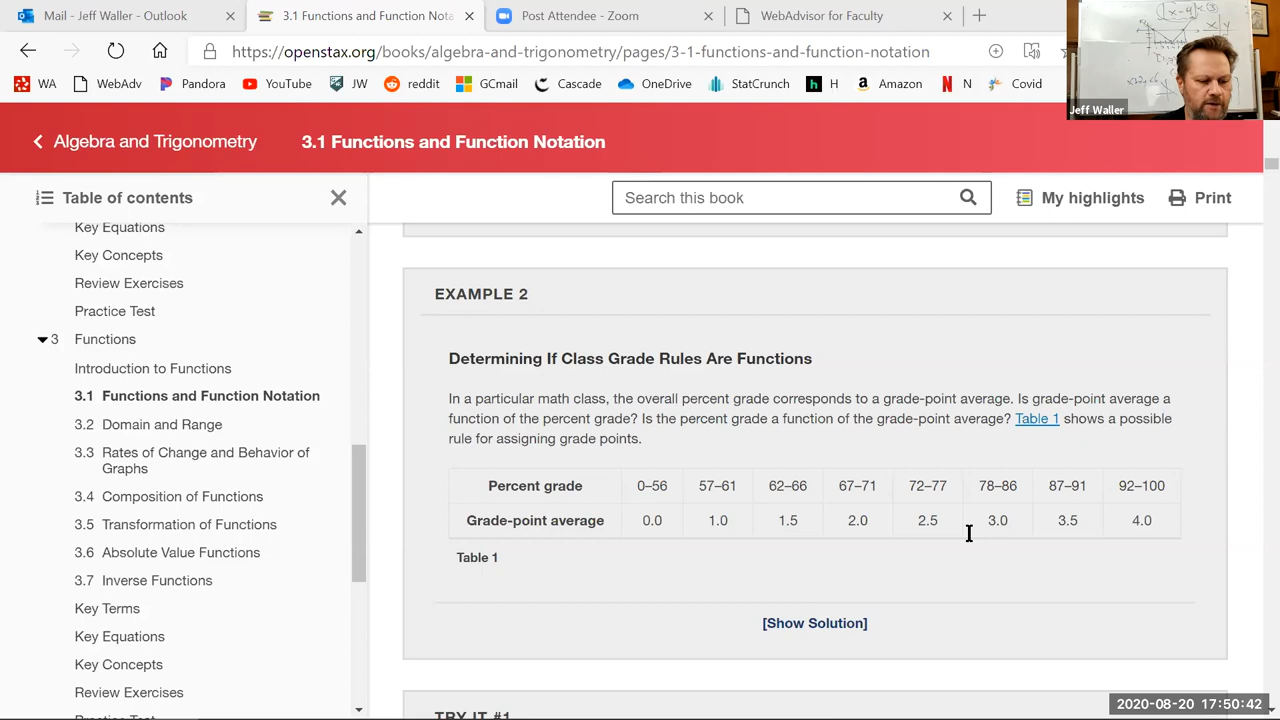 Mail - Jeff Waller - Outlook
3.1 Functions and Function Nota
Post Attendee - Zoom
WebAdvisor for Faculty
https://openstax.org/books/algebra-and-trigonometry/pages/3-1-functions-and-function-notation
WA
WebAdv
Pandora
YouTube
JW
reddit
GCmail
Cascade
OneDrive
StatCrunch
H
Amazon
N
Covid
Jeff Waller
Algebra and Trigonometry
3.1 Functions and Function Notation
Table of contents
Search this book
My highlights
Print
Key Equations
Key Concepts
Review Exercises
Practice Test
3 Functions
Introduction to Functions
3.1 Functions and Function Notation
3.2 Domain and Range
3.3 Rates of Change and Behavior of
Graphs
3.4 Composition of Functions
3.5 Transformation of Functions
3.6 Absolute Value Functions
3.7 Inverse Functions
Key Terms
Key Equations
Key Concepts
Review Exercises
Practice Test
EXAMPLE 2
Determining If Class Grade Rules Are Functions
In a particular math class, the overall percent grade corresponds to a grade-point average. Is grade-point average a
function of the percent grade? Is the percent grade a function of the grade-point average? Table 1 shows a possible
rule for assigning grade points.
Percent grade 0–56 57–61 62–66 67–71 72–77 78–86 87–91 92–100
Grade-point average 0.0 1.0 1.5 2.0 2.5 3.0 3.5 4.0
Table 1
[Show Solution]
TRY IT #1
2020-08-20 17:50:42